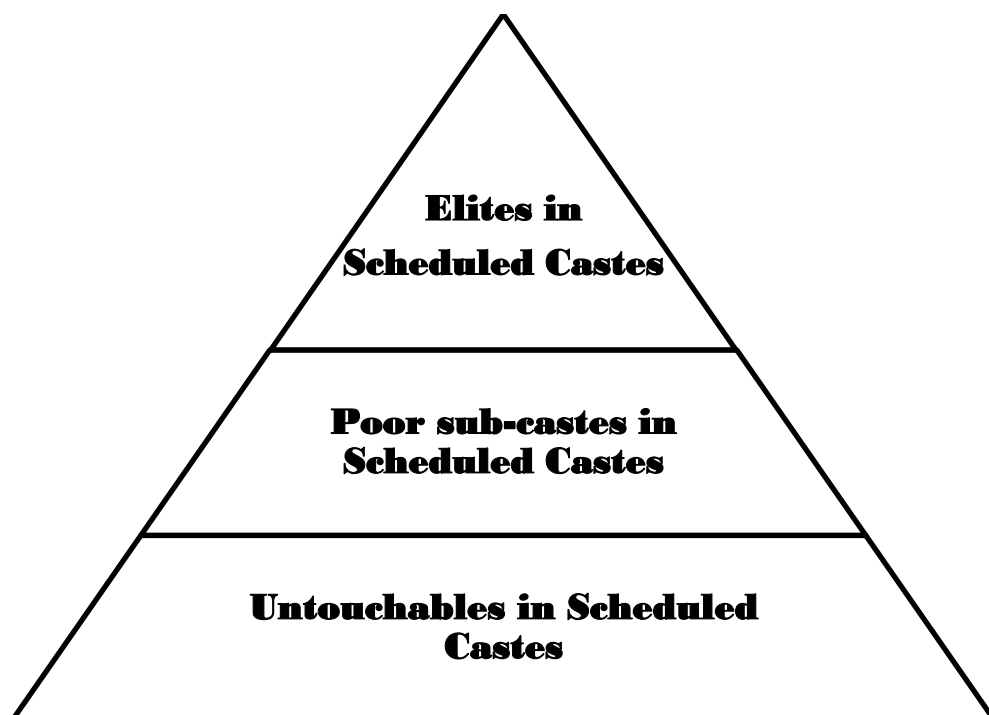 Elites in
Scheduled Castes
Poor sub-castes in
Scheduled Castes
Untouchables in Scheduled
Castes